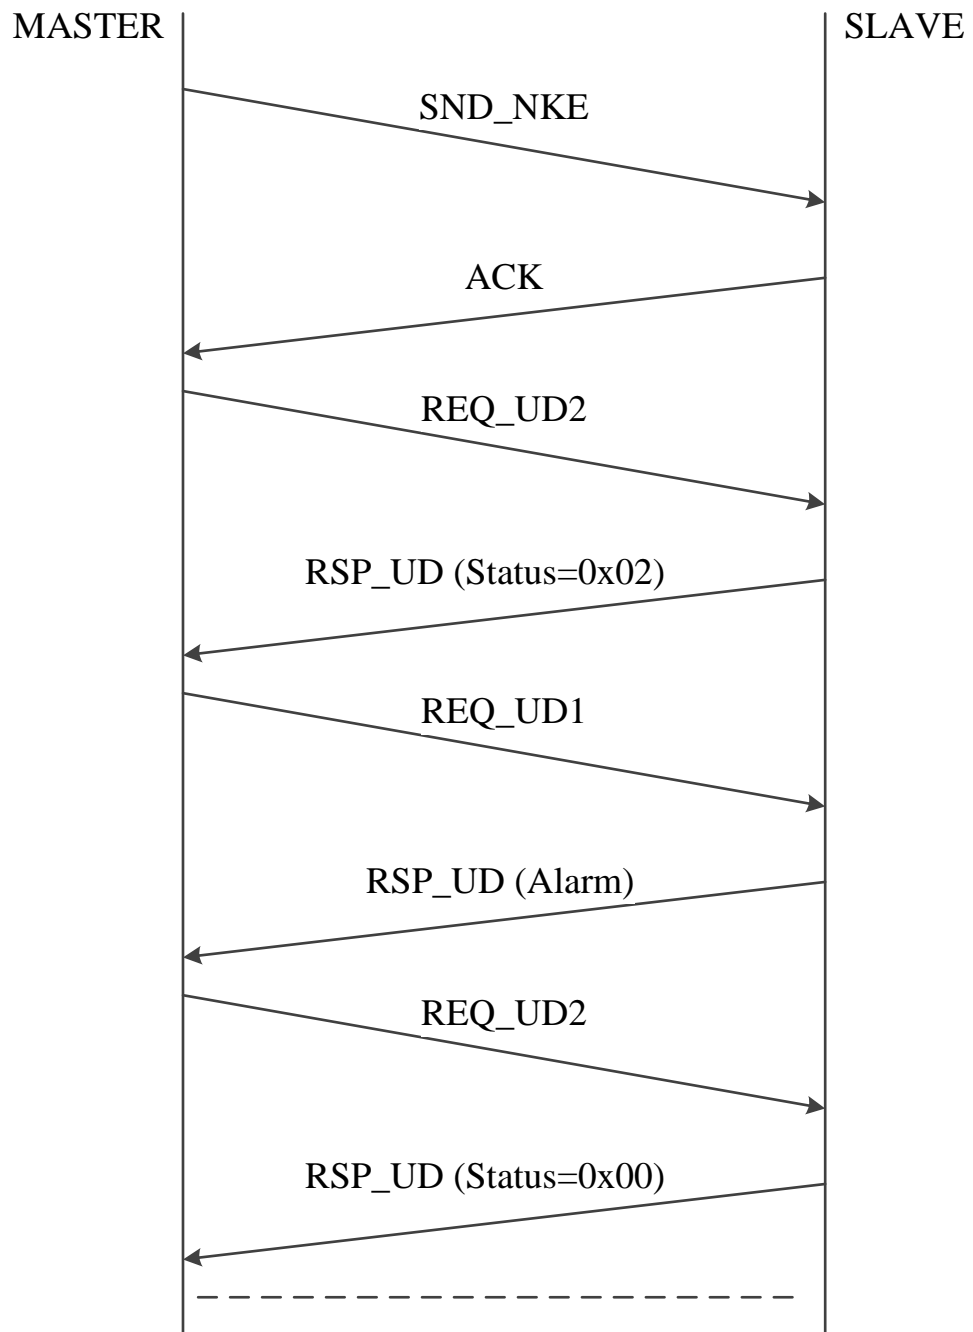 MASTER
SLAVE
SND_NKE
ACK
REQ_UD2
RSP_UD (Status=0x02)
REQ_UD1
RSP_UD (Alarm)
REQ_UD2
RSP_UD (Status=0x00)